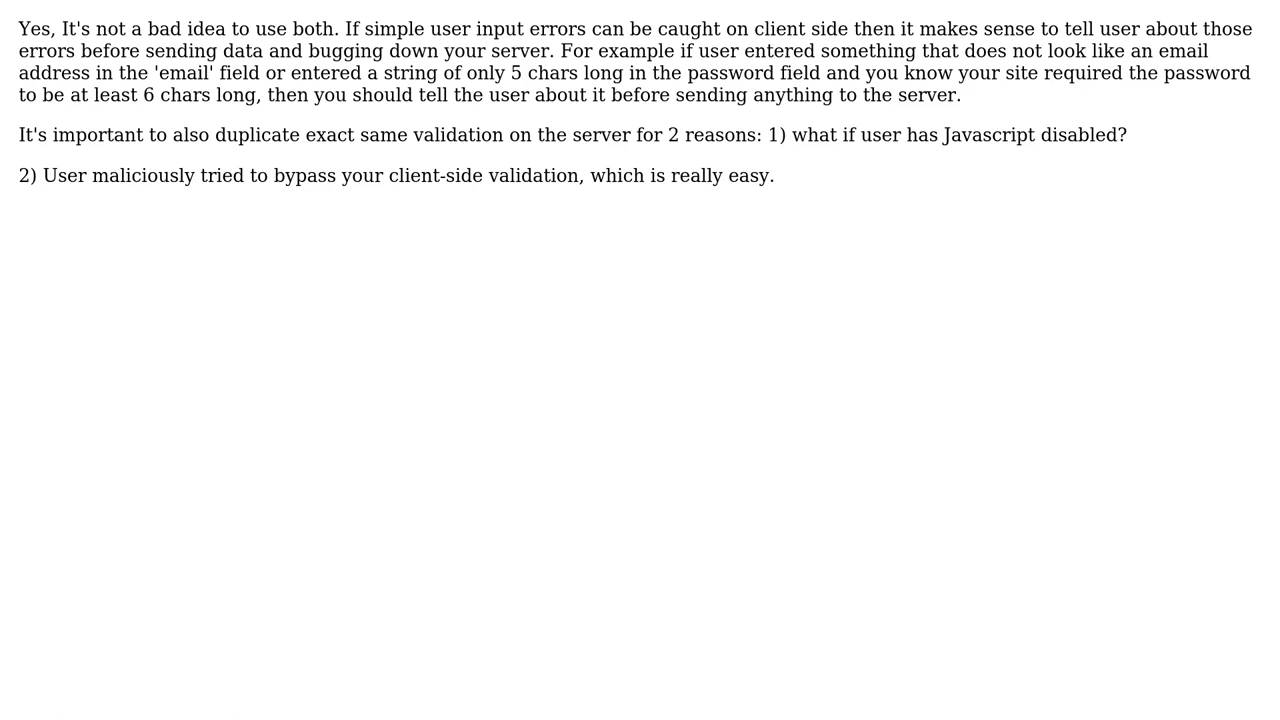 Yes, It's not a bad idea to use both. If simple user input errors can be caught on client side then it makes sense to tell user about those
errors before sending data and bugging down your server. For example if user entered something that does not look like an email
address in the 'email' field or entered a string of only 5 chars long in the password field and you know your site required the password
to be at least 6 chars long, then you should tell the user about it before sending anything to the server.
It's important to also duplicate exact same validation on the server for 2 reasons: 1) what if user has Javascript disabled?
2) User maliciously tried to bypass your client-side validation, which is really easy.